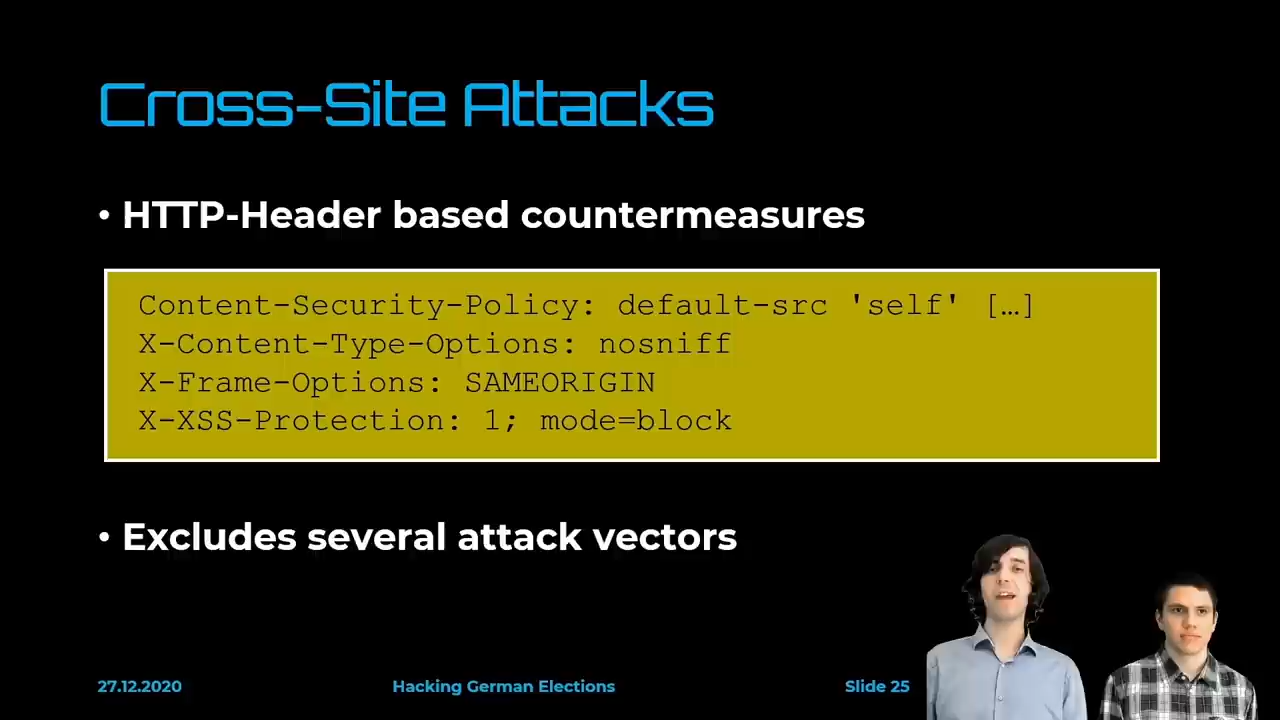 Cross-Site Attacks
• HTTP-Header based countermeasures
Content-Security-Policy: default-src 'self' […]
X-Content-Type-Options: nosniff
X-Frame-Options: SAMEORIGIN
X-XSS-Protection: 1; mode=block
• Excludes several attack vectors
27.12.2020
Hacking German Elections
Slide 25